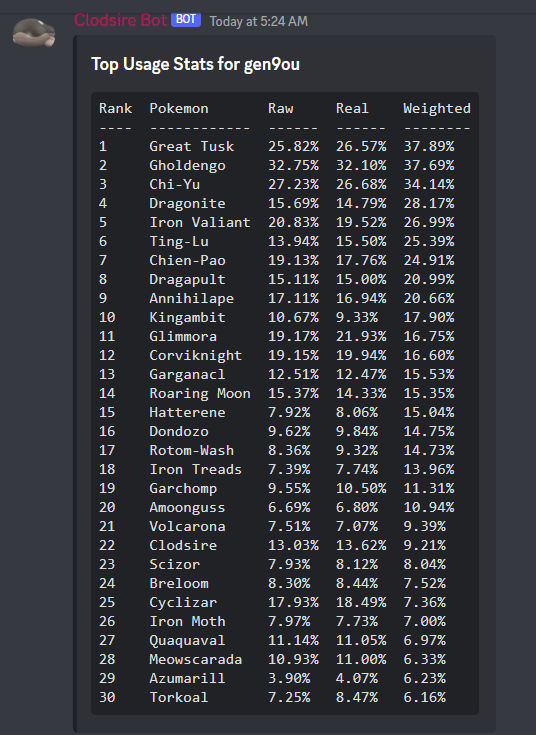 Clodsire Bot BOT Today at 5:24 AM
Top Usage Stats for gen9ou
Rank Pokemon Raw Real Weighted
---- ------------ ------ ------ --------
1 Great Tusk 25.82% 26.57% 37.89%
2 Gholdengo 32.75% 32.10% 37.69%
3 Chi-Yu 27.23% 26.68% 34.14%
4 Dragonite 15.69% 14.79% 28.17%
5 Iron Valiant 20.83% 19.52% 26.99%
6 Ting-Lu 13.94% 15.50% 25.39%
7 Chien-Pao 19.13% 17.76% 24.91%
8 Dragapult 15.11% 15.00% 20.99%
9 Annihilape 17.11% 16.94% 20.66%
10 Kingambit 10.67% 9.33% 17.90%
11 Glimmora 19.17% 21.93% 16.75%
12 Corviknight 19.15% 19.94% 16.60%
13 Garganacl 12.51% 12.47% 15.53%
14 Roaring Moon 15.37% 14.33% 15.35%
15 Hatterene 7.92% 8.06% 15.04%
16 Dondozo 9.62% 9.84% 14.75%
17 Rotom-Wash 8.36% 9.32% 14.73%
18 Iron Treads 7.39% 7.74% 13.96%
19 Garchomp 9.55% 10.50% 11.31%
20 Amoonguss 6.69% 6.80% 10.94%
21 Volcarona 7.51% 7.07% 9.39%
22 Clodsire 13.03% 13.62% 9.21%
23 Scizor 7.93% 8.12% 8.04%
24 Breloom 8.30% 8.44% 7.52%
25 Cyclizar 17.93% 18.49% 7.36%
26 Iron Moth 7.97% 7.73% 7.00%
27 Quaquaval 11.14% 11.05% 6.97%
28 Meowscarada 10.93% 11.00% 6.33%
29 Azumarill 3.90% 4.07% 6.23%
30 Torkoal 7.25% 8.47% 6.16%